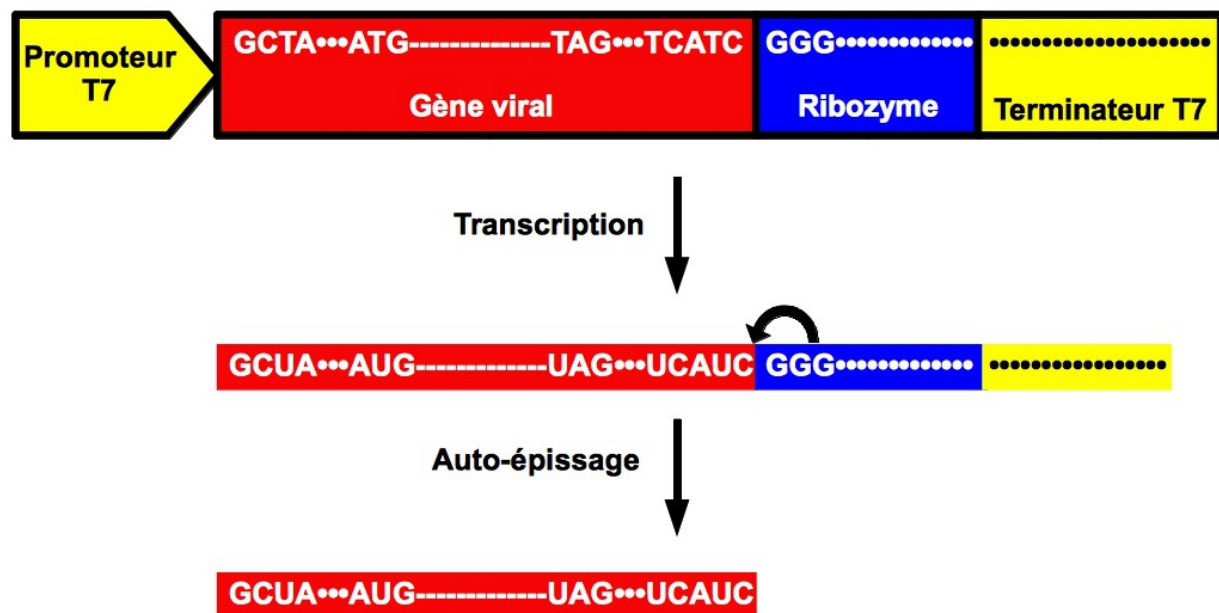 Promoteur
T7
GCTA•••ATG--------------TAG•••TCATC
Gène viral
GGG•••••••••••••
Ribozyme
•••••••••••••••••••••
Terminateur T7
Transcription
GCUA•••AUG-------------UAG•••UCAUC
GGG•••••••••••••
•••••••••••••••••
Auto-épissage
GCUA•••AUG-------------UAG•••UCAUC